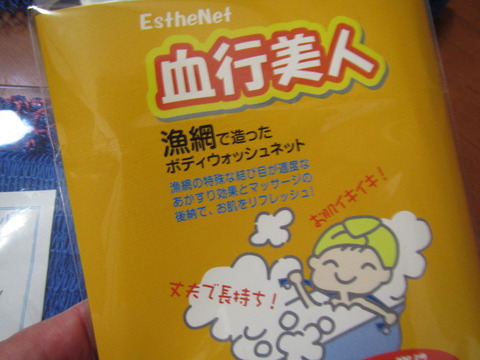 EstheNet
血行美人
漁網で造った
ボディウォッシュネット
漁網の特殊な結び目が適度な
あかすり効果とマッサージの
後納で、お肌をリフレッシュ!
お肌イキイキ!
丈夫で長持ち!